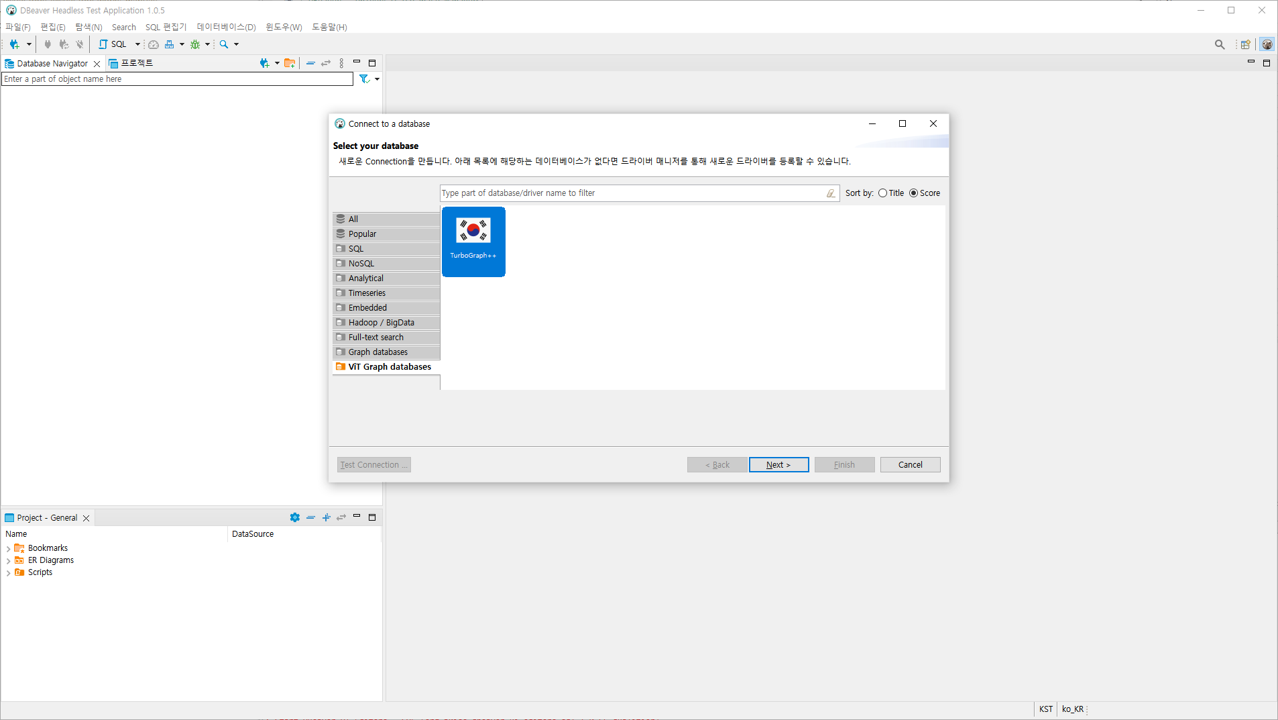 DBeaver Headless Test Application 1.0.5
파일(F) 편집(E) 탐색(N) Search SQL 편집기 데이터베이스(D) 윈도우(W) 도움말(H)
SQL
Database Navigator 프로젝트
Enter a part of object name here
Connect to a database
Select your database
새로운 Connection을 만듭니다. 아래 목록에 해당하는 데이터베이스가 없다면 드라이버 매니저를 통해 새로운 드라이버를 등록할 수 있습니다.
Type part of database/driver name to filter
Sort by: Title Score
All
Popular
SQL
NoSQL
Analytical
Timeseries
Embedded
Hadoop / BigData
Full-text search
Graph databases
ViT Graph databases
TurboGraph++
Test Connection ...
< Back
Next >
Finish
Cancel
Project - General
Name DataSource
Bookmarks
ER Diagrams
Scripts
KST ko_KR